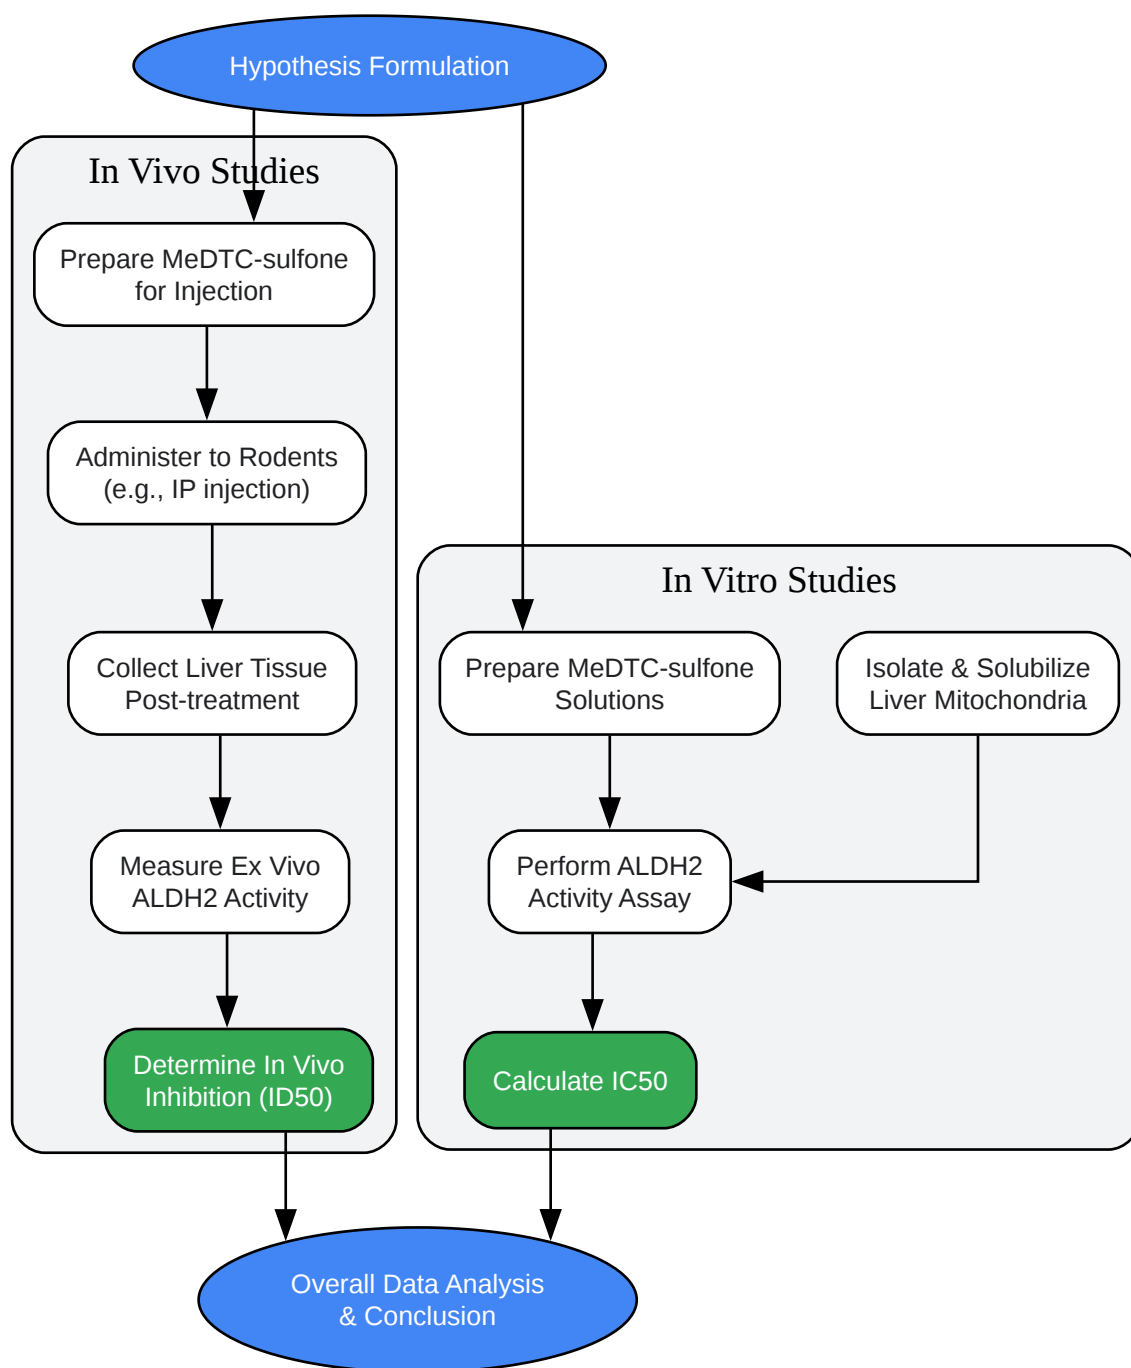 Hypothesis Formulation
In Vivo Studies
Prepare MeDTC-sulfone
for Injection
Administer to Rodents
(e.g., IP injection)
Collect Liver Tissue
Post-treatment
Measure Ex Vivo
ALDH2 Activity
Determine In Vivo
Inhibition (ID50)
In Vitro Studies
Prepare MeDTC-sulfone
Solutions
Isolate & Solubilize
Liver Mitochondria
Perform ALDH2
Activity Assay
Calculate IC50
Overall Data Analysis
& Conclusion